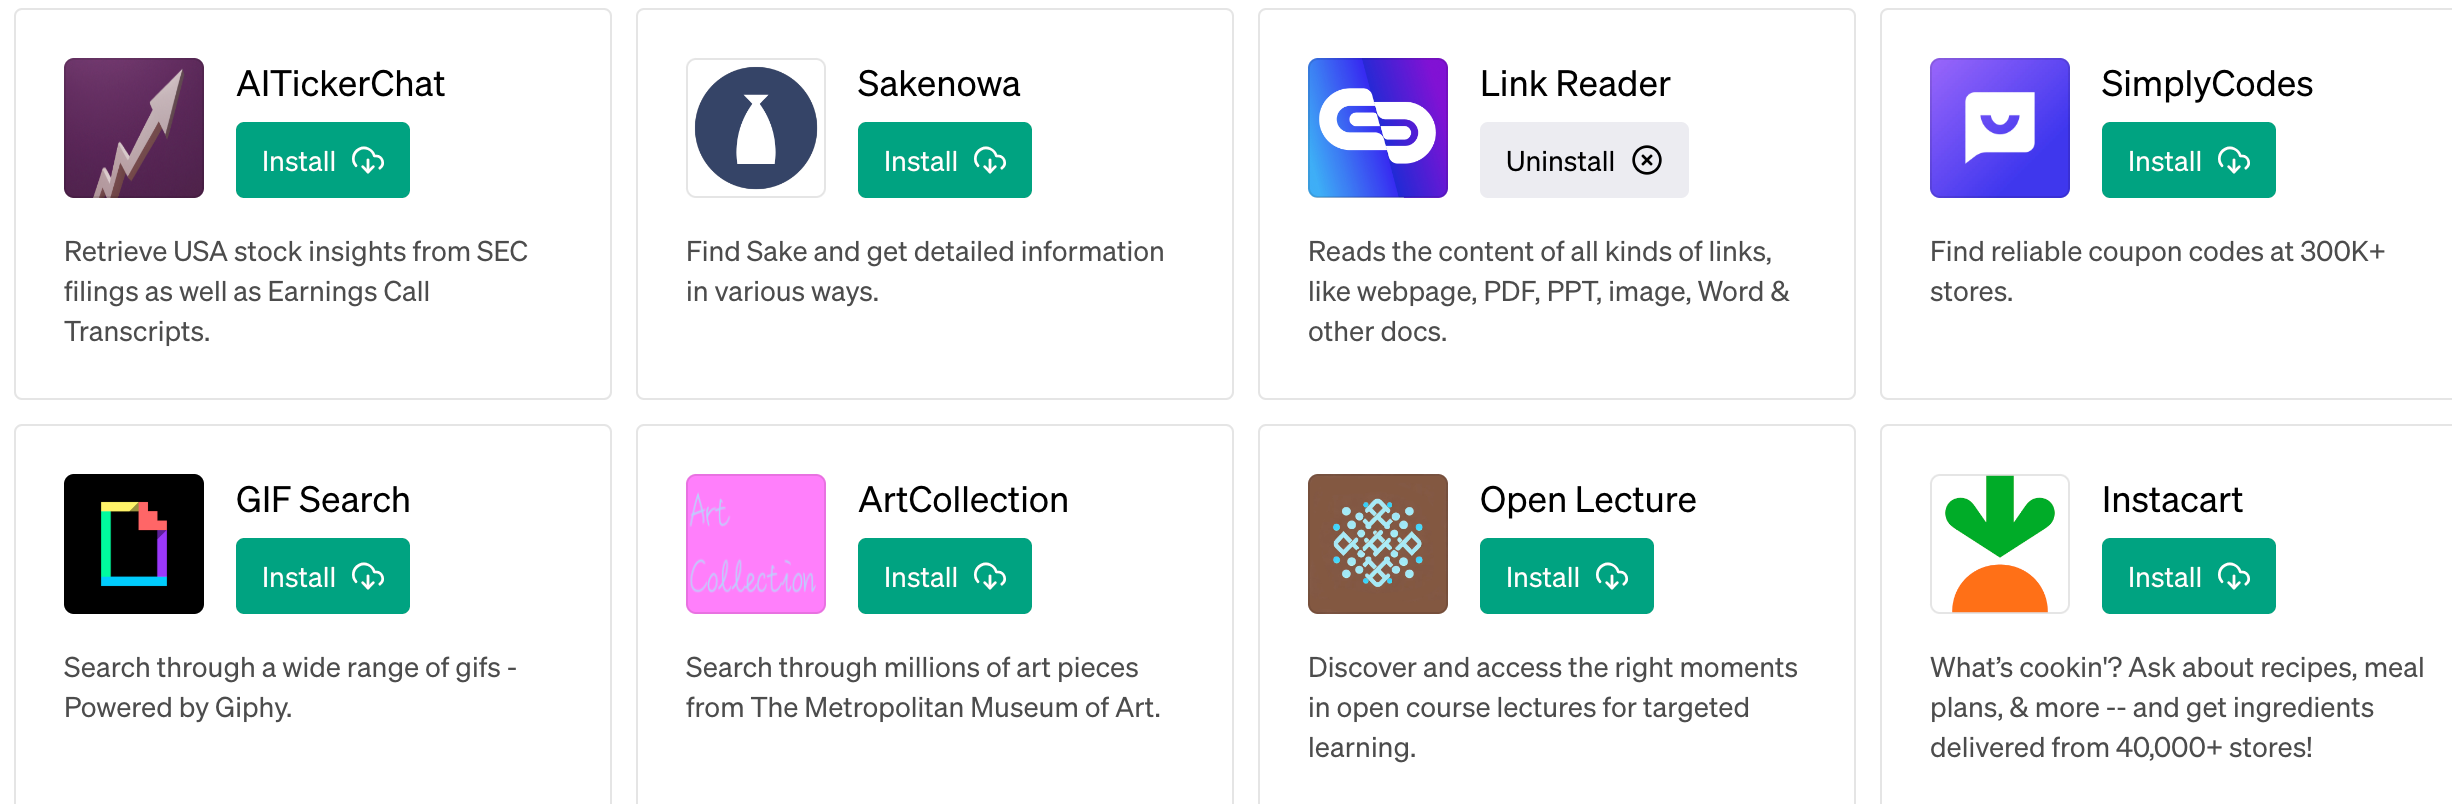 AITickerChat
Install
Retrieve USA stock insights from SEC
filings as well as Earnings Call
Transcripts.
Sakenowa
Install
Find Sake and get detailed information
in various ways.
Link Reader
Uninstall
Reads the content of all kinds of links,
like webpage, PDF, PPT, image, Word &
other docs.
SimplyCodes
Install
Find reliable coupon codes at 300K+
stores.
GIF Search
Install
Search through a wide range of gifs -
Powered by Giphy.
Art
Collection
ArtCollection
Install
Search through millions of art pieces
from The Metropolitan Museum of Art.
Open Lecture
Install
Discover and access the right moments
in open course lectures for targeted
learning.
Instacart
Install
What’s cookin'? Ask about recipes, meal
plans, & more -- and get ingredients
delivered from 40,000+ stores!